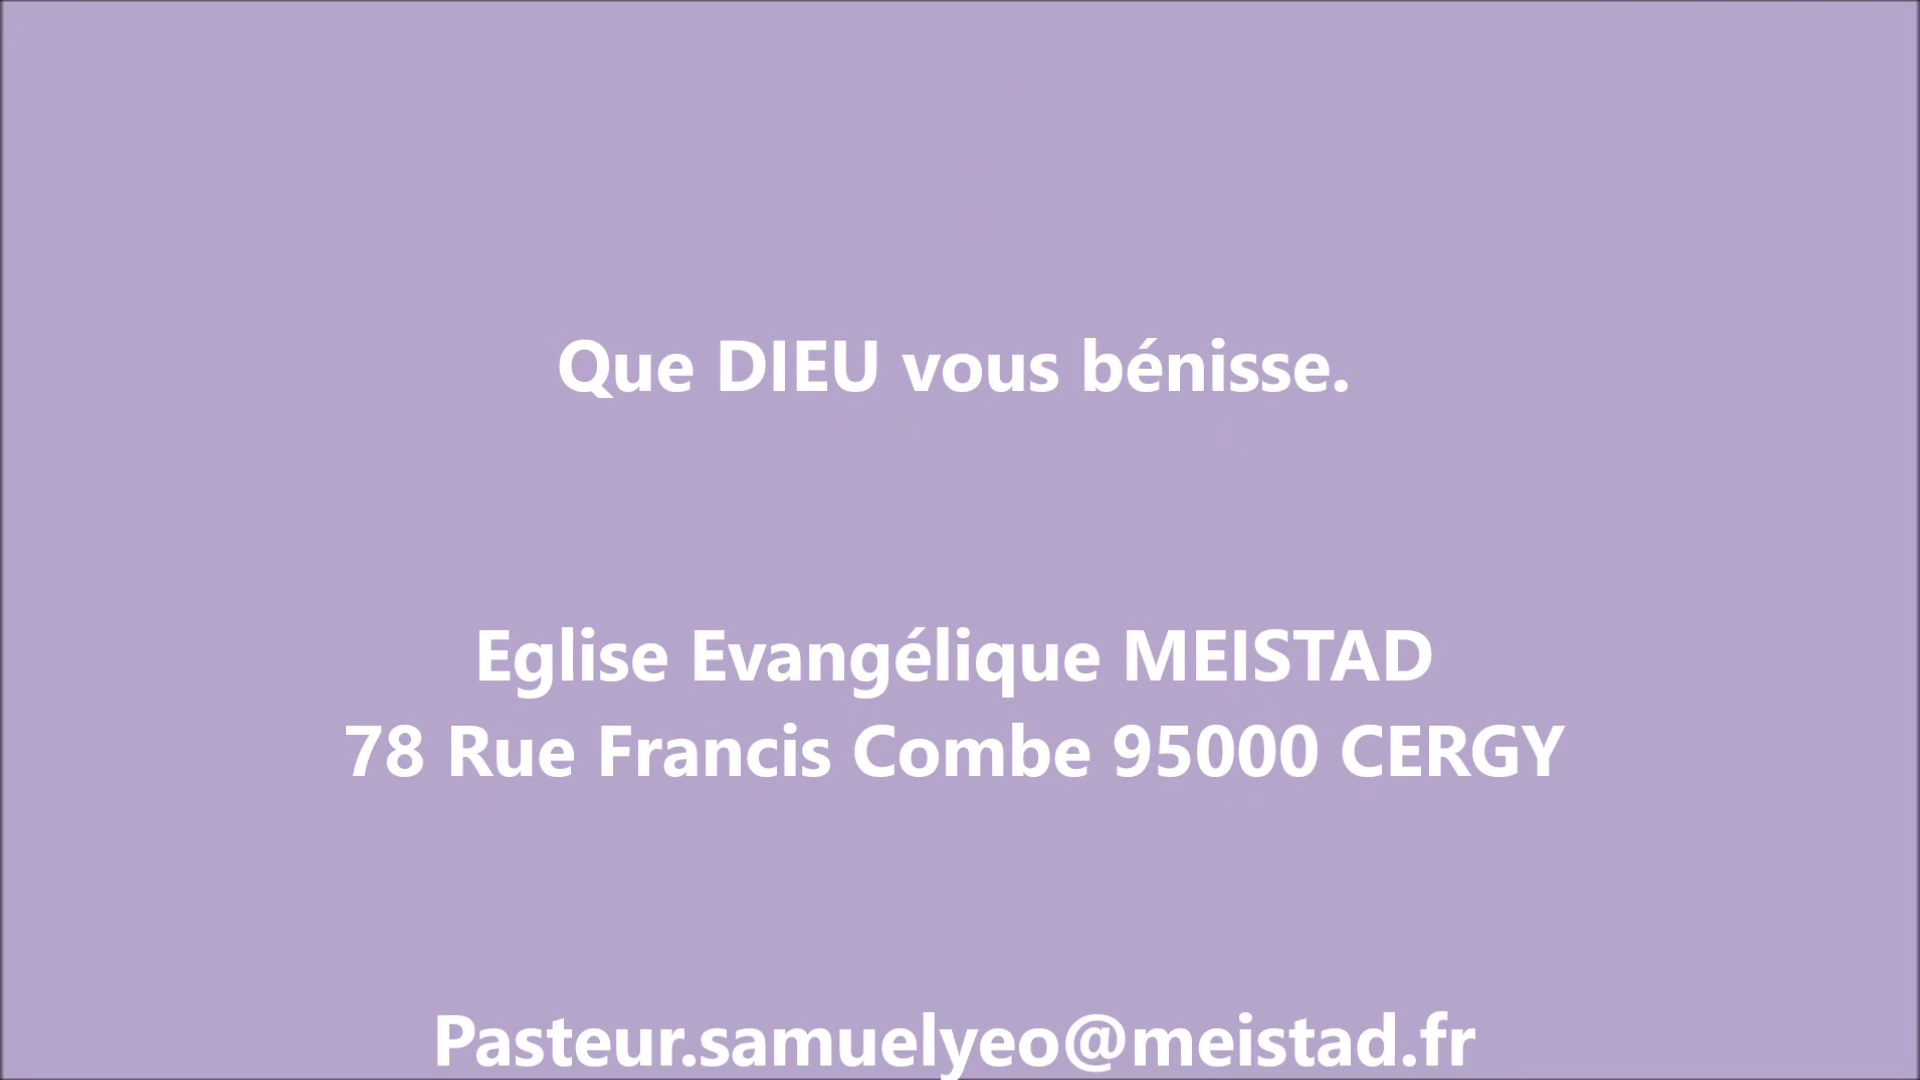 Que DIEU vous bénisse.
Eglise Evangélique MEISTAD
78 Rue Francis Combe 95000 CERGY
Pasteur.samuelyeo@meistad.fr